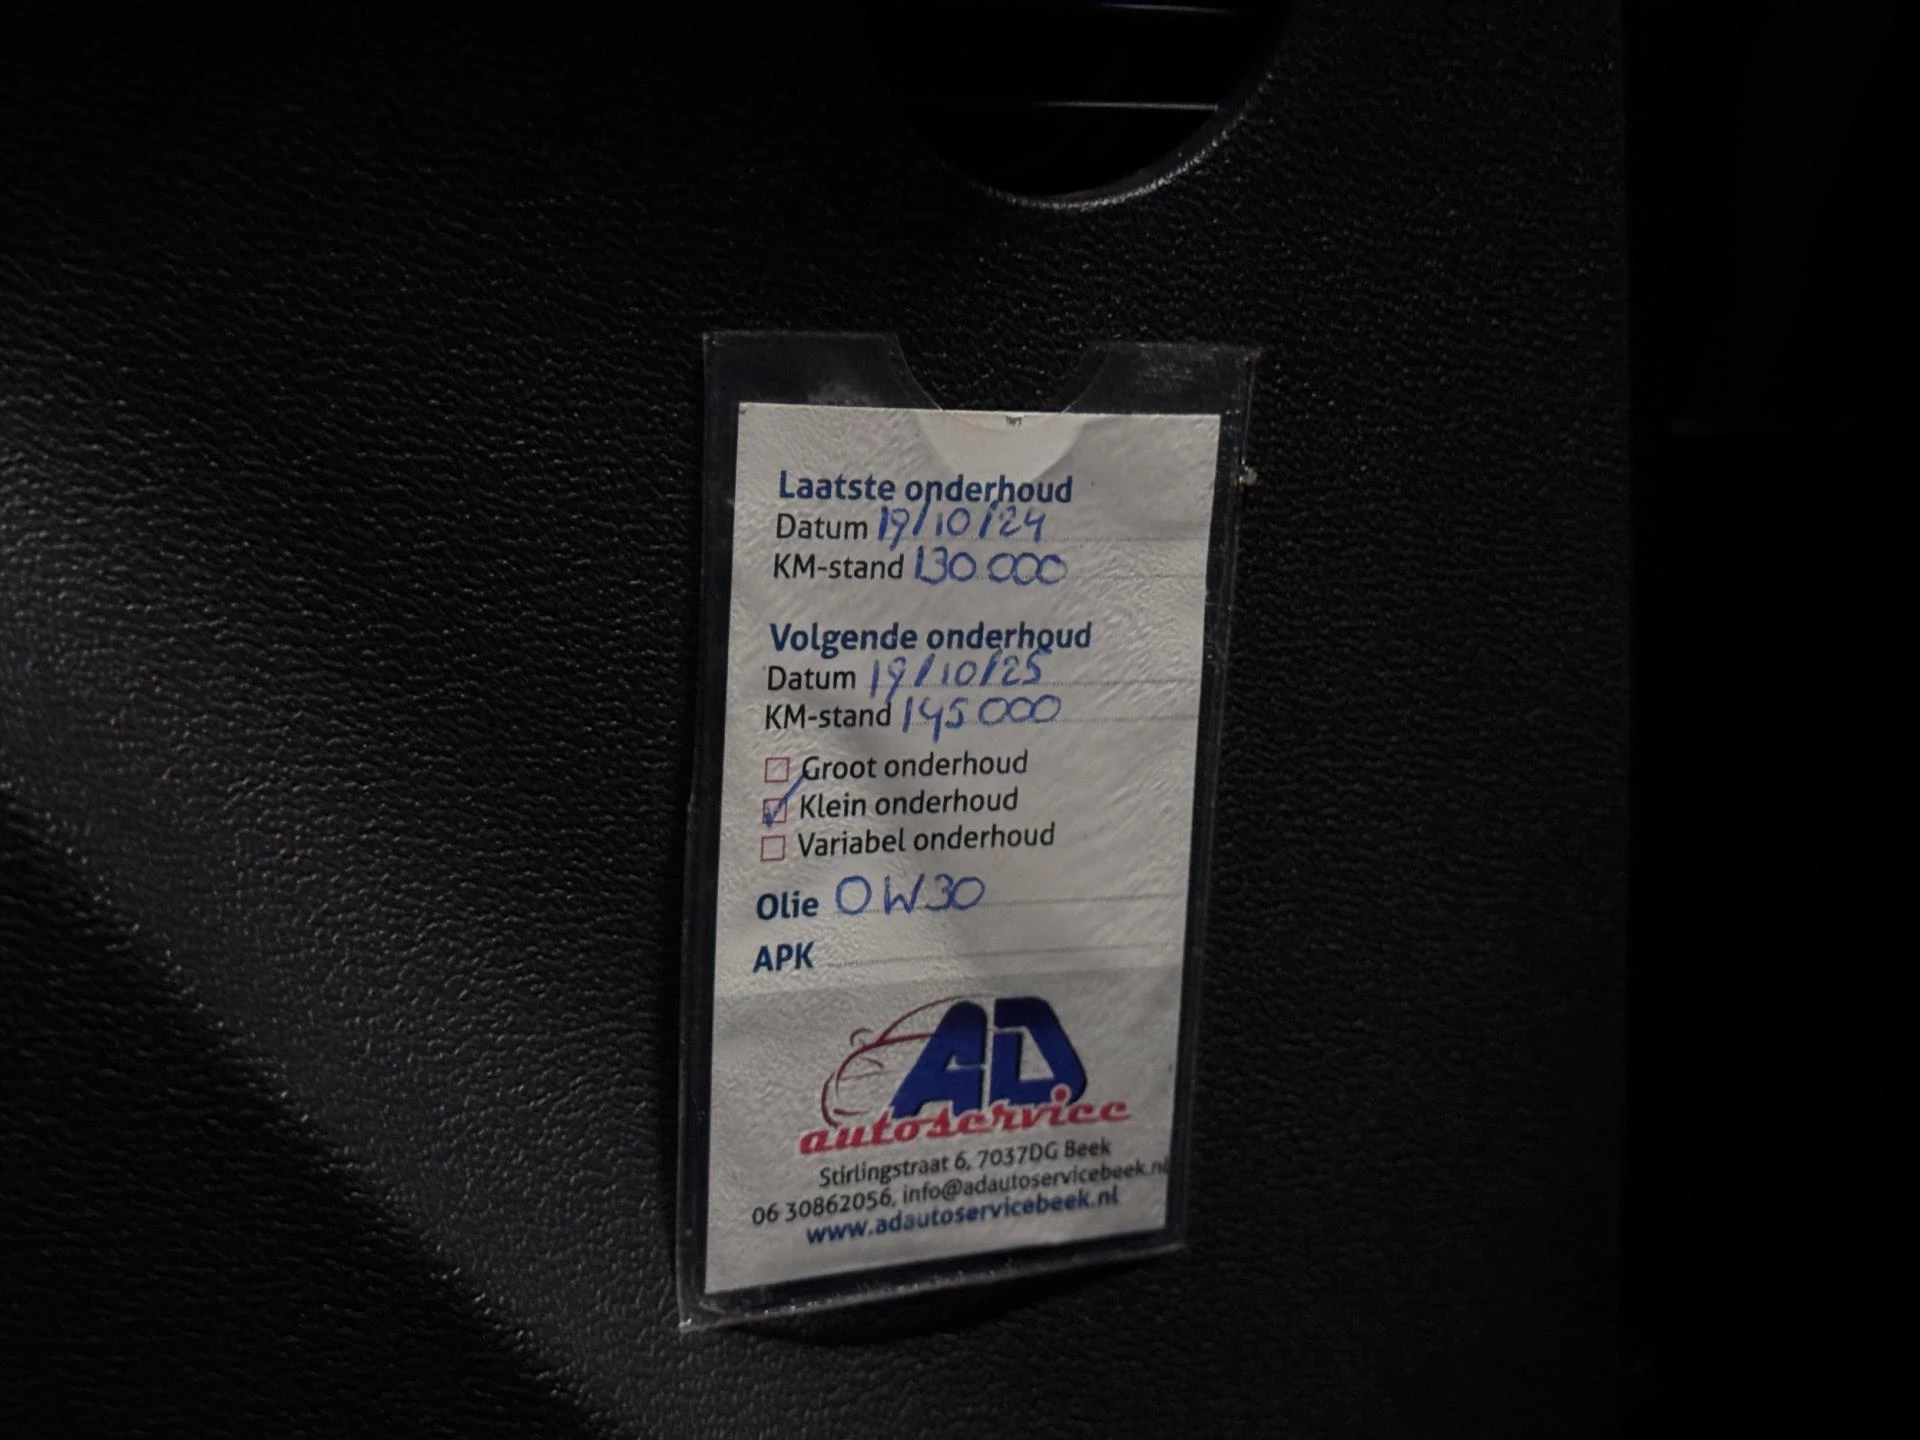 Laatste onderhoud
Datum 19/10/24
KM-stand 130 000
Volgende onderhoud
Datum 19/10/25
KM-stand 145 000
Groot onderhoud
Klein onderhoud
Variabel onderhoud
Olie 0W30
APK
AD
autoservice
Stirlingstraat 6, 7037DG Beek
06 30862056, info@adautoservicebeek.nl
www.adautoservicebeek.nl